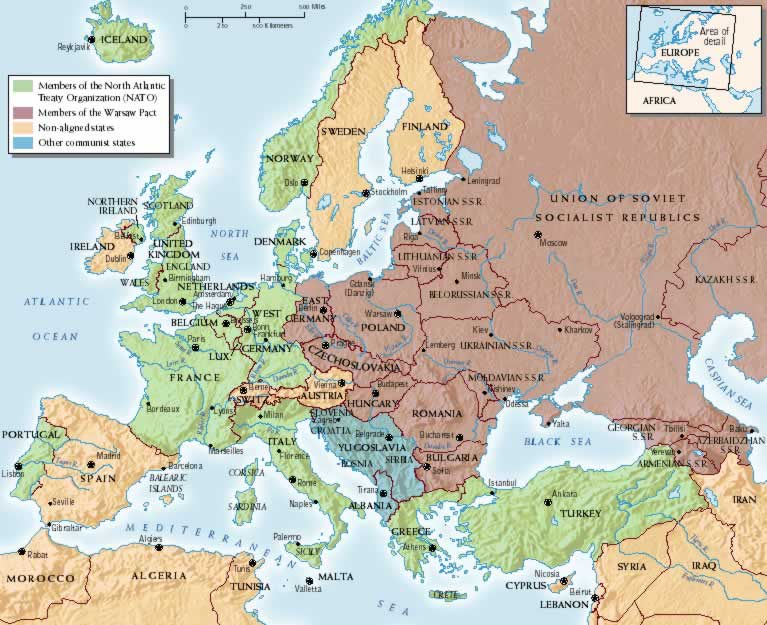 0 250 500 Miles
0 250 500 Kilometers
Area of
detail
EUROPE
AFRICA
Members of the North Atlantic
Treaty Organization (NATO)
Members of the Warsaw Pact
Non-aligned states
Other communist states
ICELAND
Reykjavik
SWEDEN
FINLAND
NORWAY
Oslo
Helsinki
Stockholm
Leningrad
Tallinn
ESTONIAN S.S.R.
LATVIAN S.S.R.
Riga
UNION OF SOVIET
SOCIALIST REPUBLICS
Moscow
NORTHERN
IRELAND
SCOTLAND
Edinburgh
Belfast
IRELAND
Dublin
UNITED
KINGDOM
ENGLAND
Birmingham
WALES
London
NORTH
SEA
DENMARK
Copenhagen
BALTIC SEA
LITHUANIAN S.S.R.
Vilnius
Minsk
BELORUSSIAN S.S.R.
KAZAKH S.S.R.
ATLANTIC
OCEAN
NETHERLANDS
Amsterdam
The Hague
Hamburg
Gdansk
(Danzig)
EAST
GERMANY
Berlin
WEST
GERMANY
Bonn
Frankfurt
BELGIUM
Brussels
LUX.
Warsaw
POLAND
Volgograd
(Stalingrad)
Kiev
Kharkov
Lemberg
UKRAINIAN S.S.R.
Prague
CZECHOSLOVAKIA
Paris
FRANCE
Danube R.
Berne
SWITZ.
Vienna
AUSTRIA
Budapest
HUNGARY
MOLDAVIAN S.S.R.
Kishinev
Odessa
CASPIAN SEA
Bordeaux
Lyons
Milan
SLOVENIA
Zagreb
CROATIA
ROMANIA
Yalta
GEORGIAN
S.S.R.
Tbilisi
Baku
AZERBAIDZHAN
S.S.R.
Yerevan
ARMENIAN S.S.R.
Belgrade
YUGOSLAVIA
BOSNIA
SERBIA
Bucharest
BULGARIA
Sofia
BLACK SEA
PORTUGAL
Lisbon
Madrid
SPAIN
Barcelona
Marseilles
BALEARIC
ISLANDS
CORSICA
SARDINIA
ITALY
Florence
Rome
Naples
Tirana
ALBANIA
Istanbul
Ankara
TURKEY
IRAN
Seville
Gibraltar
MEDITERRANEAN
SEA
Palermo
SICILY
GREECE
Athens
CRETE
Rabat
MOROCCO
Algiers
ALGERIA
Tunis
TUNISIA
MALTA
Valletta
Nicosia
CYPRUS
Beirut
LEBANON
SYRIA
IRAQ
Euphrates R.